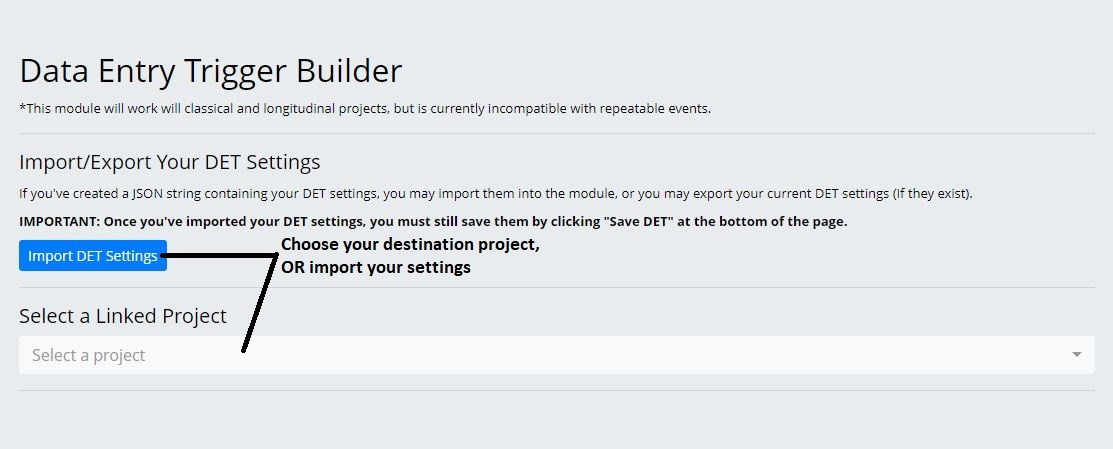 Data Entry Trigger Builder
*This module will work will classical and longitudinal projects, but is currently incompatible with repeatable events.
Import/Export Your DET Settings
If you've created a JSON string containing your DET settings, you may import them into the module, or you may export your current DET settings (If they exist).
IMPORTANT: Once you've imported your DET settings, you must still save them by clicking "Save DET" at the bottom of the page.
Import DET Settings
Choose your destination project,
OR import your settings
Select a Linked Project
Select a project